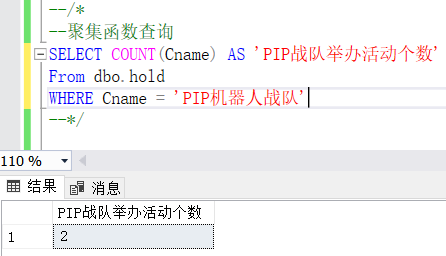 --/*
--聚集函数查询
SELECT COUNT(Cname) AS 'PIP战队举办活动个数'
From dbo.hold
WHERE Cname = 'PIP机器人战队'
--*/
110 %
结果 消息
PIP战队举办活动个数
1 2